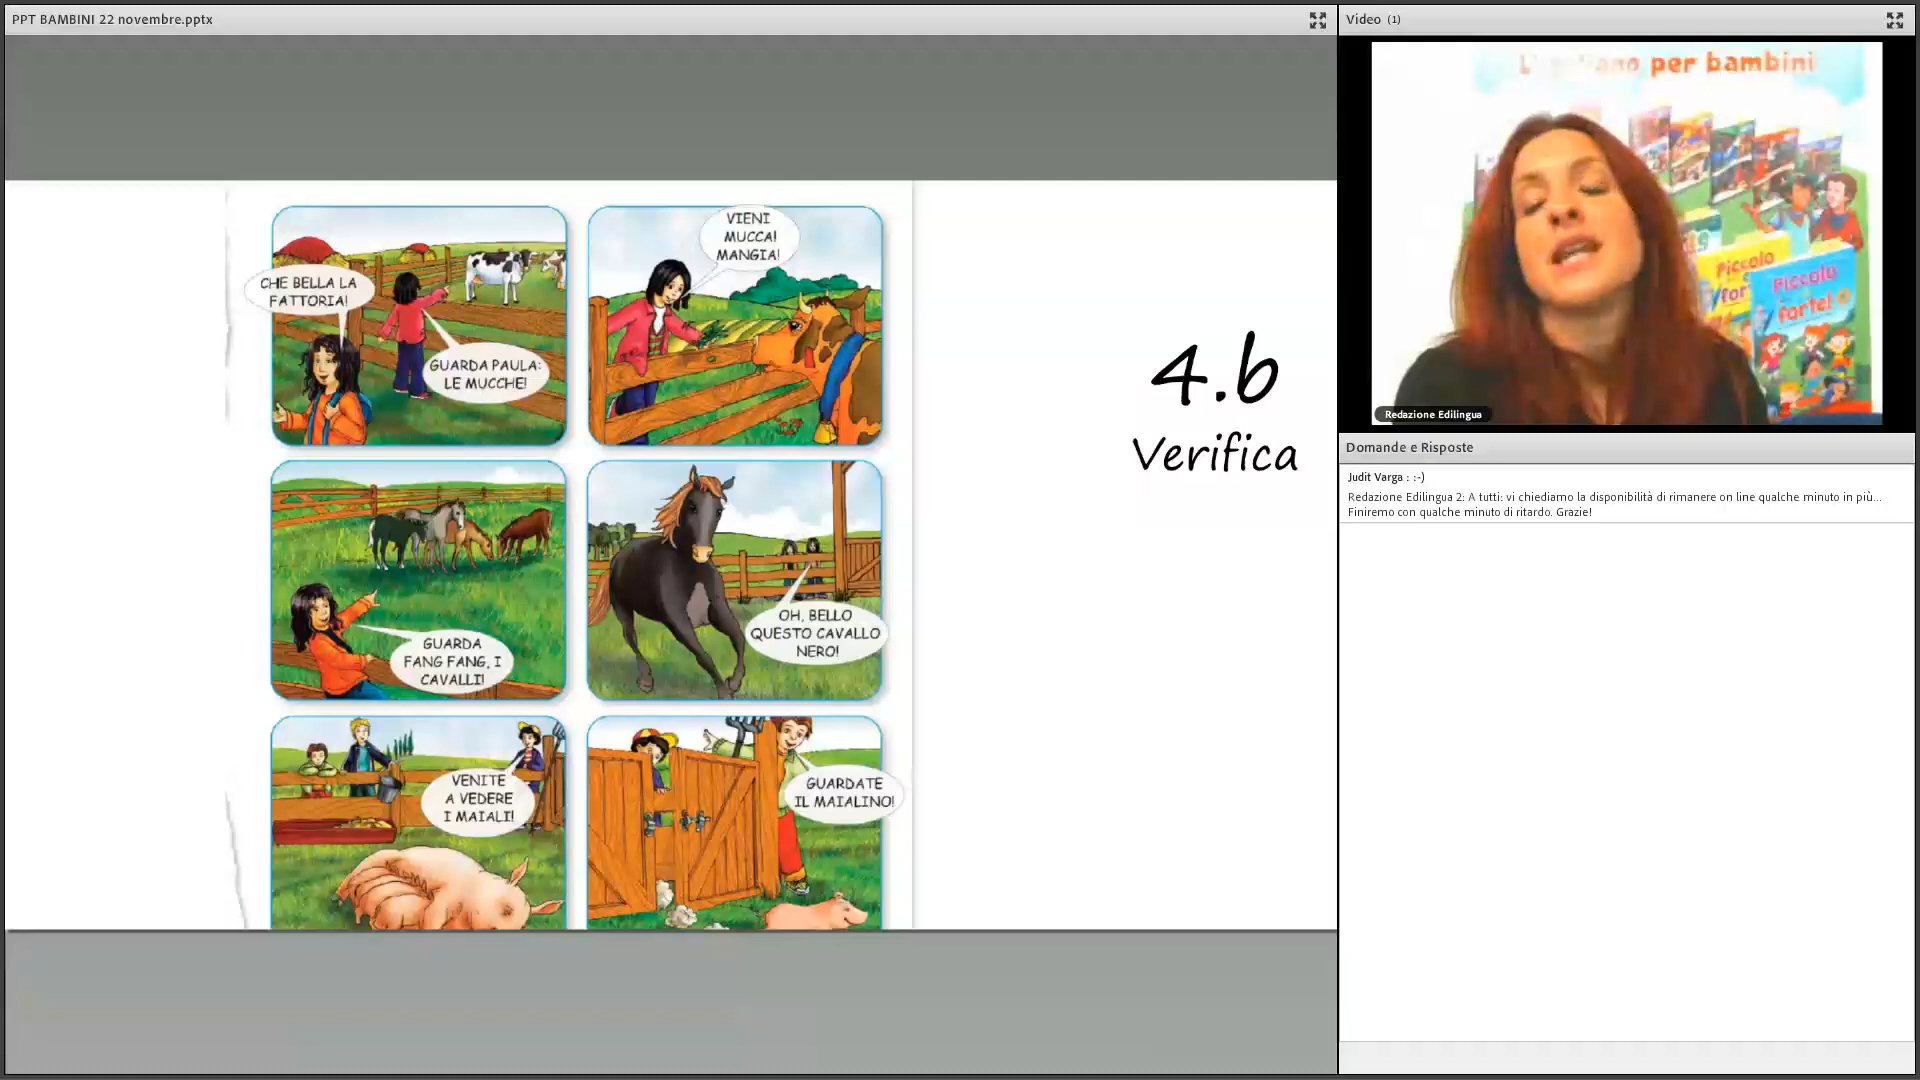 PPT BAMBINI 22 novembre.pptx
CHE BELLA LA
FATTORIA!
GUARDA PAULA:
LE MUCCHE!
VIENI
MUCCA!
MANGIA!
GUARDA
FANG FANG, I
CAVALLI!
OH, BELLO
QUESTO CAVALLO
NERO!
VENITE
A VEDERE
I MAIALI!
GUARDATE
IL MAIALINO!
4.b
Verifica
Video (1)
per bambini
Piccolo
Piccolo
forte!
Redazione Edilingua
Domande e Risposte
Judit Varga : :-)
Redazione Edilingua 2: A tutti: vi chiediamo la disponibilità di rimanere on line qualche minuto in più...
Finiremo con qualche minuto di ritardo. Grazie!